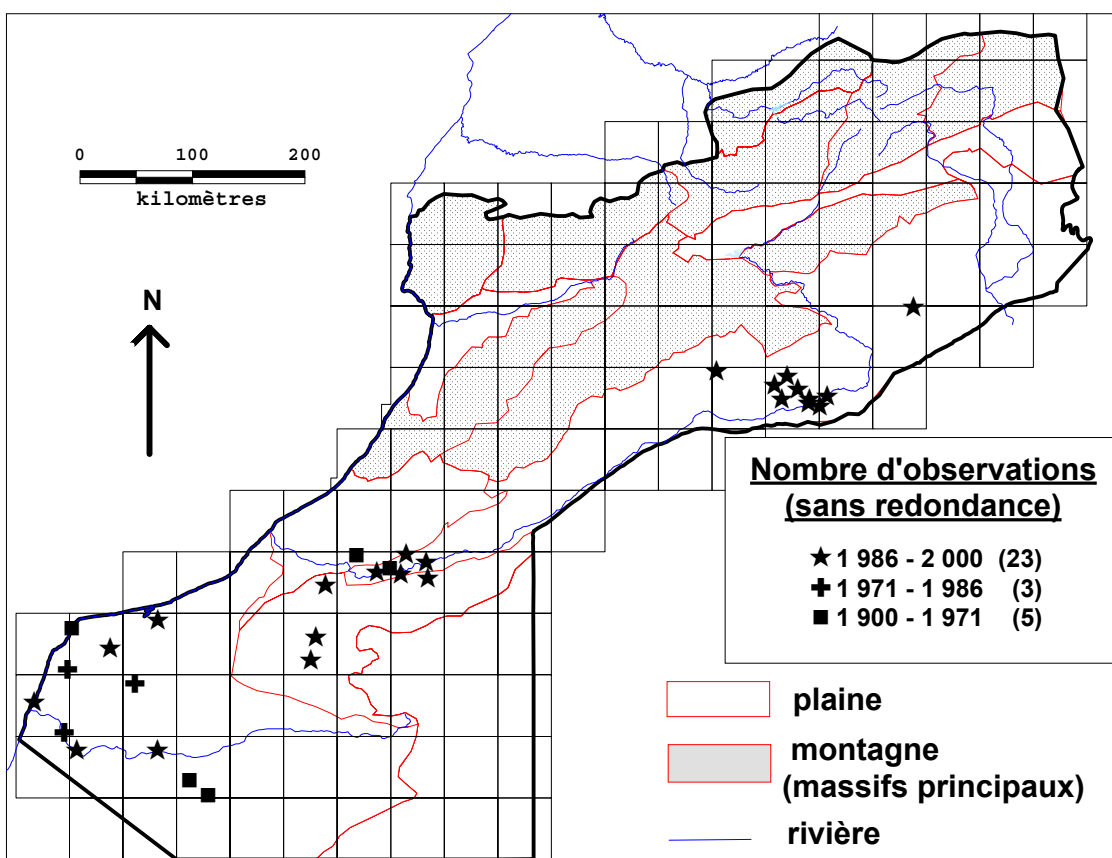 0 100 200
kilomètres
N
Nombre d'observations
(sans redondance)
1 986 - 2 000 (23)
1 971 - 1 986 (3)
1 900 - 1 971 (5)
plaine
montagne
(massifs principaux)
rivière